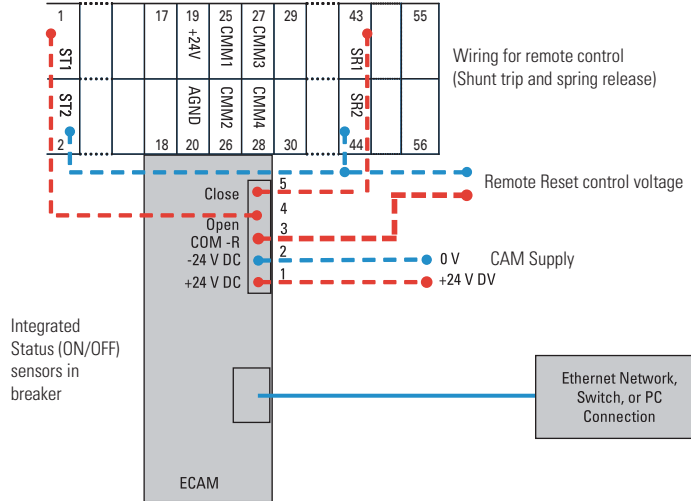 1 17 19 25 27 29 43 55
ST1 +24V CMM1 CMM3 SR1
ST2 AGND CMM2 CMM4 SR2
2 18 20 26 28 30 44 56
Wiring for remote control
(Shunt trip and spring release)
Remote Reset control voltage
Close 5
4
Open
COM -R 3
-24 V DC 2
+24 V DC 1
0 V CAM Supply
+24 V DV
Integrated
Status (ON/OFF)
sensors in
breaker
Ethernet Network,
Switch, or PC
Connection
ECAM